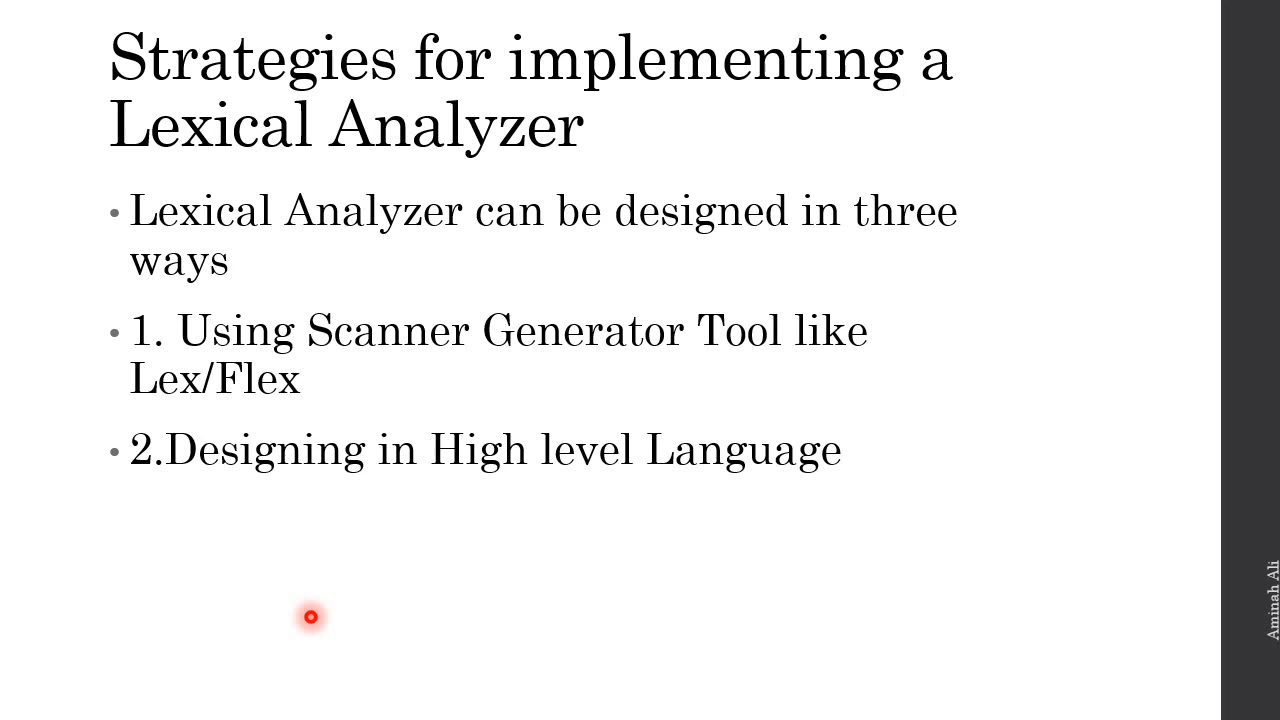 Strategies for implementing a
Lexical Analyzer
• Lexical Analyzer can be designed in three
ways
• 1. Using Scanner Generator Tool like
Lex/Flex
• 2.Designing in High level Language
Aminah Ali